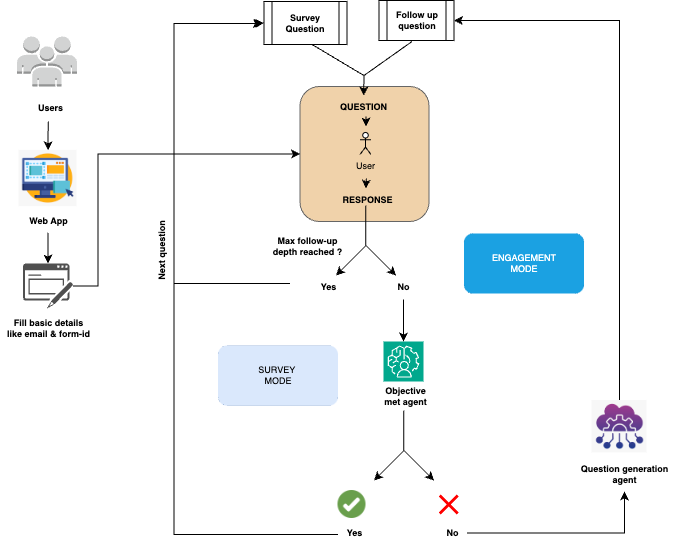 Survey
Question
Follow up
question
Users
QUESTION
User
RESPONSE
Web App
Next question
Max follow-up
depth reached ?
ENGAGEMENT
MODE
Yes
No
Fill basic details
like email & form-id
SURVEY
MODE
Objective
met agent
Question generation
agent
Yes
No